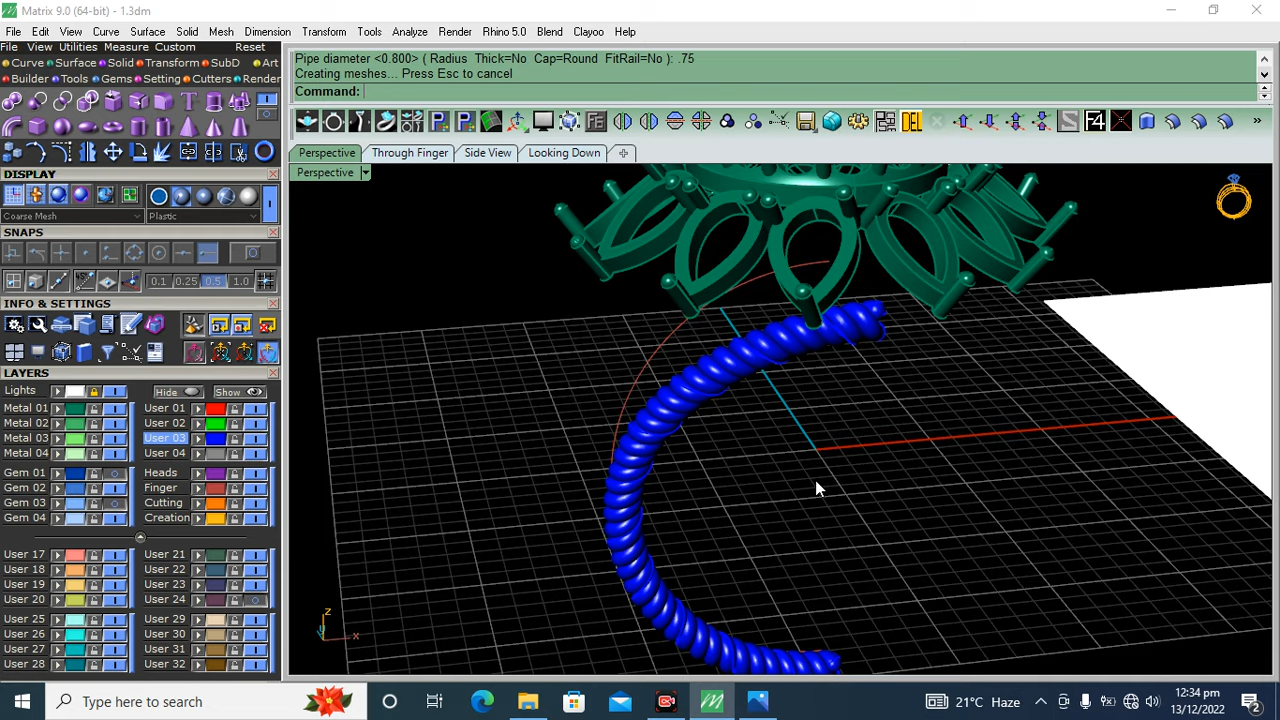 Matrix 9.0 (64-bit) - 1.3dm
File Edit View Curve Surface Solid Mesh Dimension Transform Tools Analyze Render Rhino 5.0 Blend Clayoo Help
File View Utilities Measure Custom Reset
Curve Surface Solid Transform SubD Art
Builder Tools Gems Setting Cutters Render
Pipe diameter <0.800> ( Radius Thick=No Cap=Round FitRail=No ): .75
Creating meshes... Press Esc to cancel
Command:
DEL F4
Perspective Through Finger Side View Looking Down
Perspective
DISPLAY
Coarse Mesh Plastic
SNAPS
0.1 0.25 0.5 1.0
INFO & SETTINGS
LAYERS
Lights Hide Show
Metal 01 User 01
Metal 02 User 02
Metal 03 User 03
Metal 04 User 04
Gem 01 Heads
Gem 02 Finger
Gem 03 Cutting
Gem 04 Creation
User 17 User 21
User 18 User 22
User 19 User 23
User 20 User 24
User 25 User 29
User 26 User 30
User 27 User 31
User 28 User 32
z
y
x
Type here to search
21°C Haze
12:34 pm
13/12/2022
2